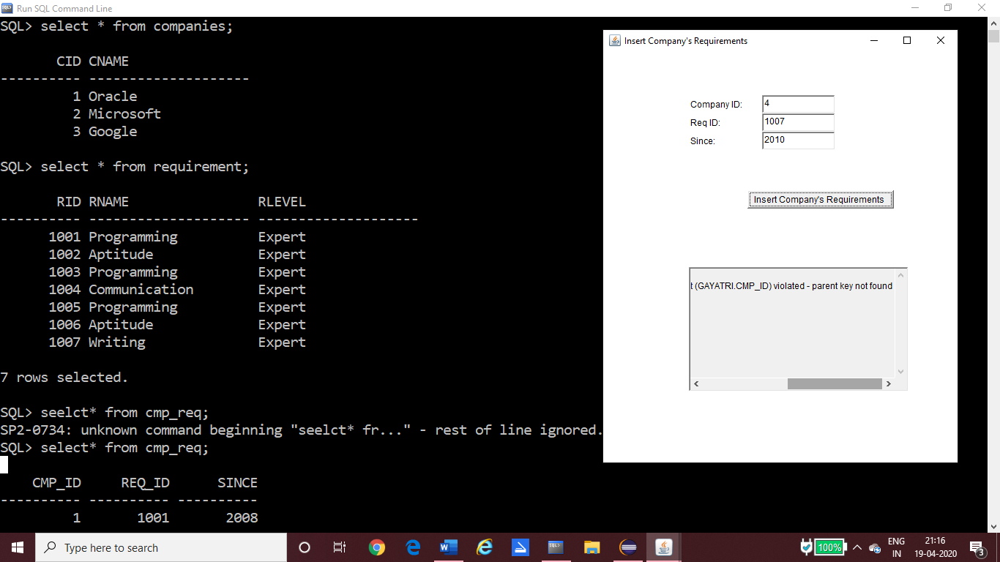 Run SQL Command Line
SQL> select * from companies;
CID CNAME
---------- --------------------
1 Oracle
2 Microsoft
3 Google
SQL> select * from requirement;
RID RNAME RLEVEL
---------- -------------------- --------------------
1001 Programming Expert
1002 Aptitude Expert
1003 Programming Expert
1004 Communication Expert
1005 Programming Expert
1006 Aptitude Expert
1007 Writing Expert
7 rows selected.
SQL> seelct* from cmp_req;
SP2-0734: unknown command beginning "seelct* fr..." - rest of line ignored.
SQL> select* from cmp_req;
CMP_ID REQ_ID SINCE
---------- ---------- ----------
1 1001 2008
Insert Company's Requirements
Company ID: 4
Req ID: 1007
Since: 2010
Insert Company's Requirements
t (GAYATRI.CMP_ID) violated - parent key not found
Type here to search
100%
ENG
IN
21:16
19-04-2020
3